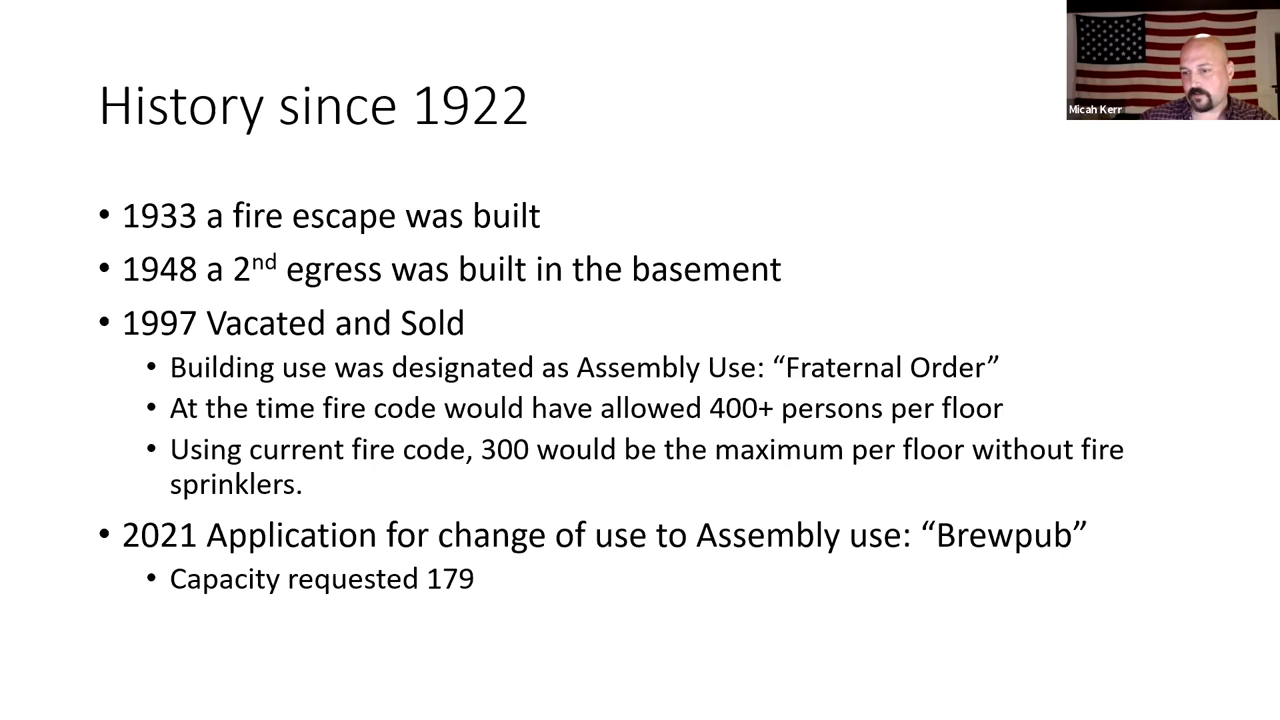 Micah Kerr
History since 1922
• 1933 a fire escape was built
• 1948 a 2nd egress was built in the basement
• 1997 Vacated and Sold
• Building use was designated as Assembly Use: “Fraternal Order”
• At the time fire code would have allowed 400+ persons per floor
• Using current fire code, 300 would be the maximum per floor without fire
sprinklers.
• 2021 Application for change of use to Assembly use: “Brewpub”
• Capacity requested 179